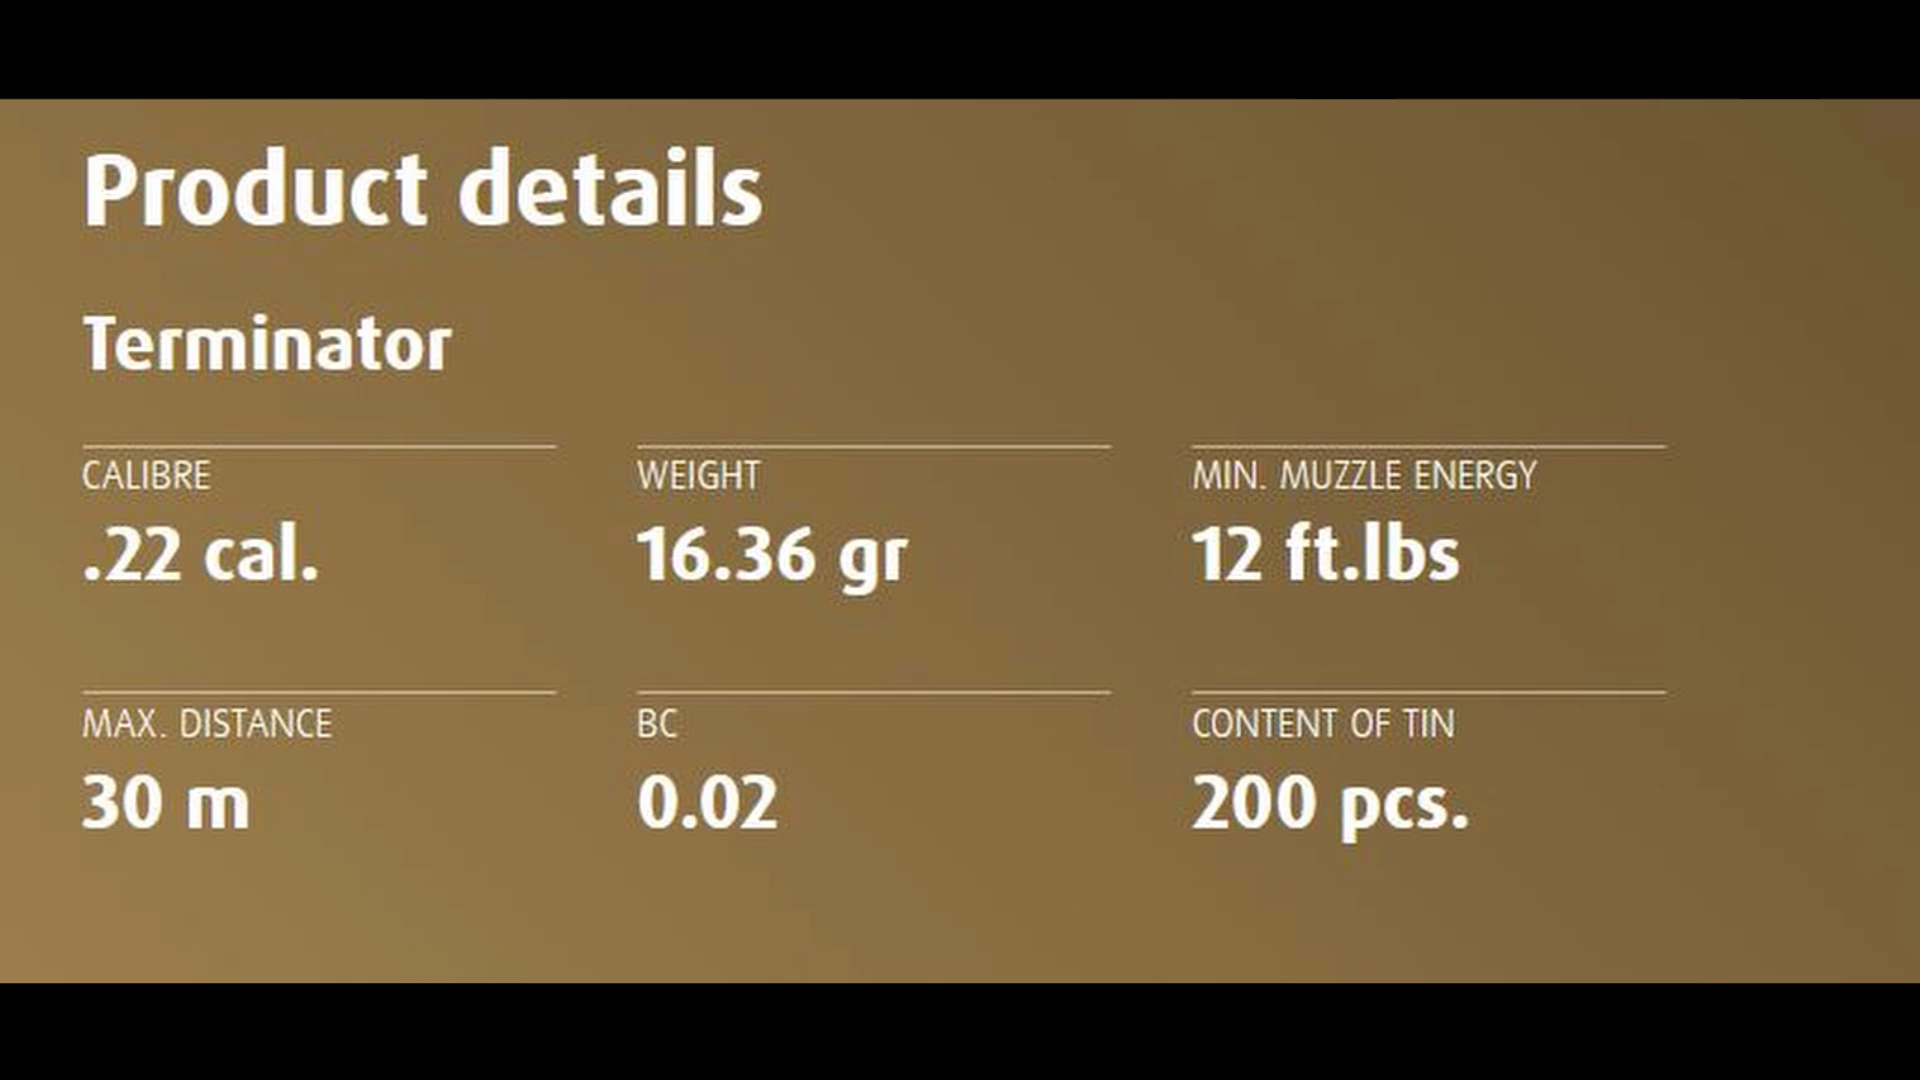 Product details
Terminator
CALIBRE
.22 cal.
WEIGHT
16.36 gr
MIN. MUZZLE ENERGY
12 ft.lbs
MAX. DISTANCE
30 m
BC
0.02
CONTENT OF TIN
200 pcs.